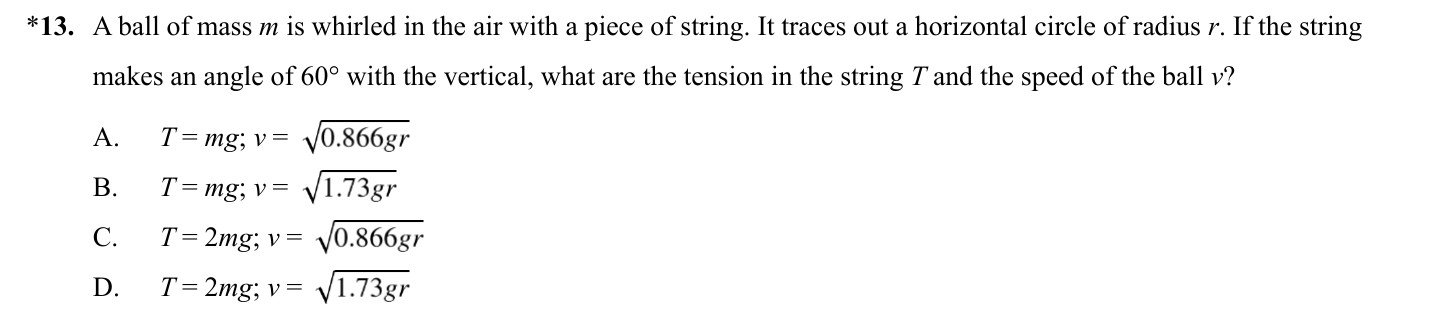 *13. A ball of mass m is whirled in the air with a piece of string. It traces out a horizontal circle of radius r. If the string
makes an angle of 60° with the vertical, what are the tension in the string T and the speed of the ball v?
A. T = mg; v = √0.866gr
B. T = mg; v = √1.73gr
C. T = 2mg; v = √0.866gr
D. T = 2mg; v = √1.73gr